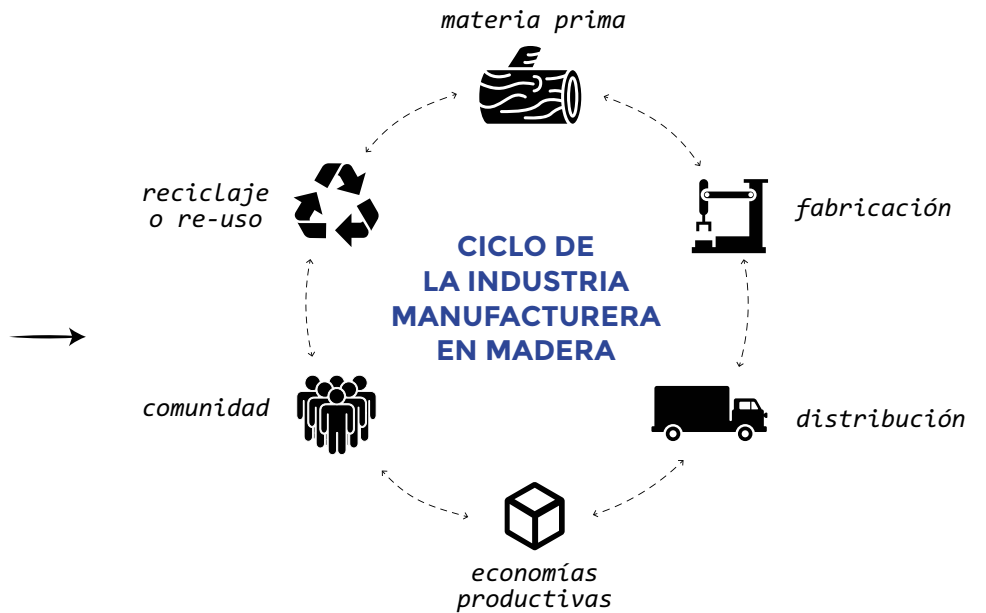 materia prima
reciclaje
o re-uso
fabricación
CICLO DE
LA INDUSTRIA
MANUFACTURERA
EN MADERA
comunidad
distribución
economías
productivas